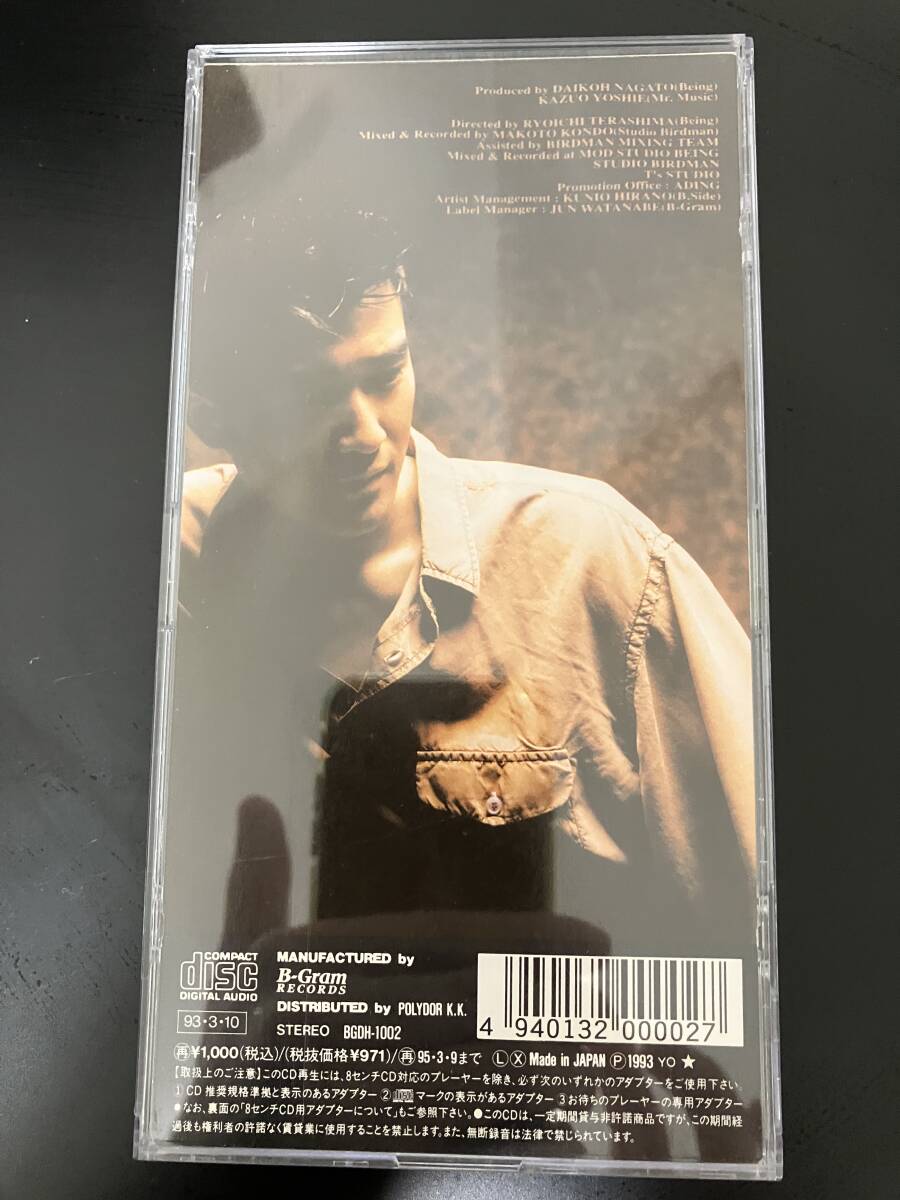 Produced by DAIKOH NAGATO(Being)
KAZUO YOSHIE(Mr. Music)
Directed by RYOICHI TERASHIMA(Being)
Mixed & Recorded by MAKOTO KONDO(Studio Birdman)
Assisted by BIRDMAN MIXING TEAM
Mixed & Recorded at MOD STUDIO BEING
STUDIO BIRDMAN
T's STUDIO
Promotion Office : ADING
Artist Management : KUNIO HIRANO(B.Side)
Label Manager : JUN WATANABE(B-Gram)
COMPACT disc DIGITAL AUDIO
MANUFACTURED by
B-Gram RECORDS
DISTRIBUTED by POLYDOR K.K.
93・3・10 STEREO BGDH-1002
4 940132 000027
再¥1,000(税込)/(税抜価格¥971)/再95・3・9まで Ⓛ Ⓧ Made in JAPAN Ⓟ 1993 YO ★
【取扱上のご注意】このCD再生には、8センチCD対応のプレーヤーを除き、必ず次のいずれかのアダプターをご使用下さい。
1 CD 推奨規格準拠と表示のあるアダプター 2 マークの表示があるアダプター 3 お待ちのプレーヤーの専用アダプター
●なお、裏面の「8センチCD用アダプターについて」もご参照下さい。●このCDは、一定期間貸与非許諾商品ですが、この期間経
過後も権利者の許諾なく賃貸業に使用することを禁止します。また、無断録音は法律で禁じられています。